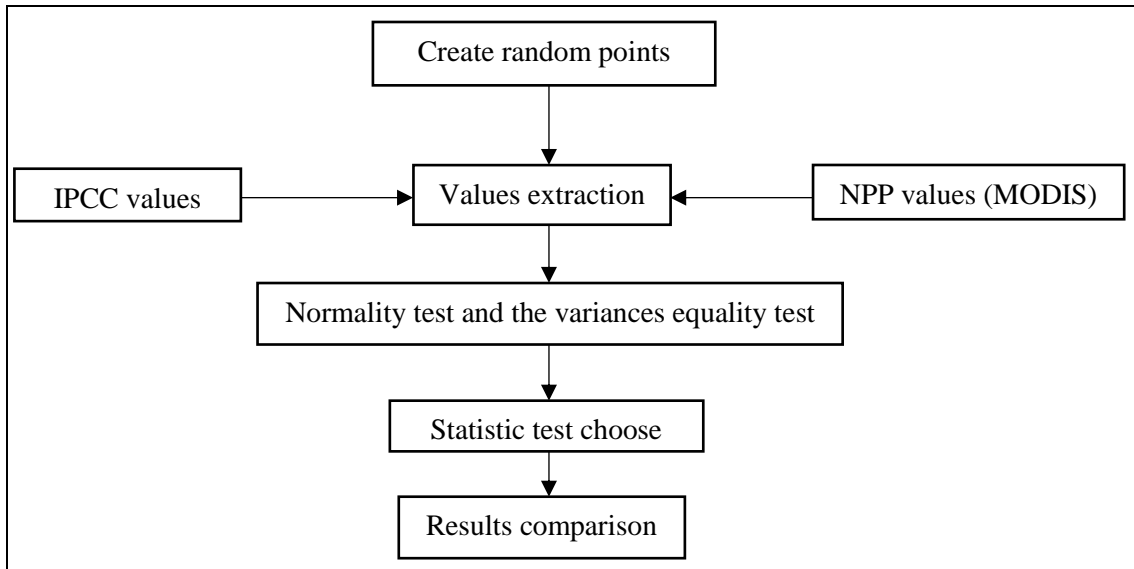 Create random points
IPCC values
Values extraction
NPP values (MODIS)
Normality test and the variances equality test
Statistic test choose
Results comparison